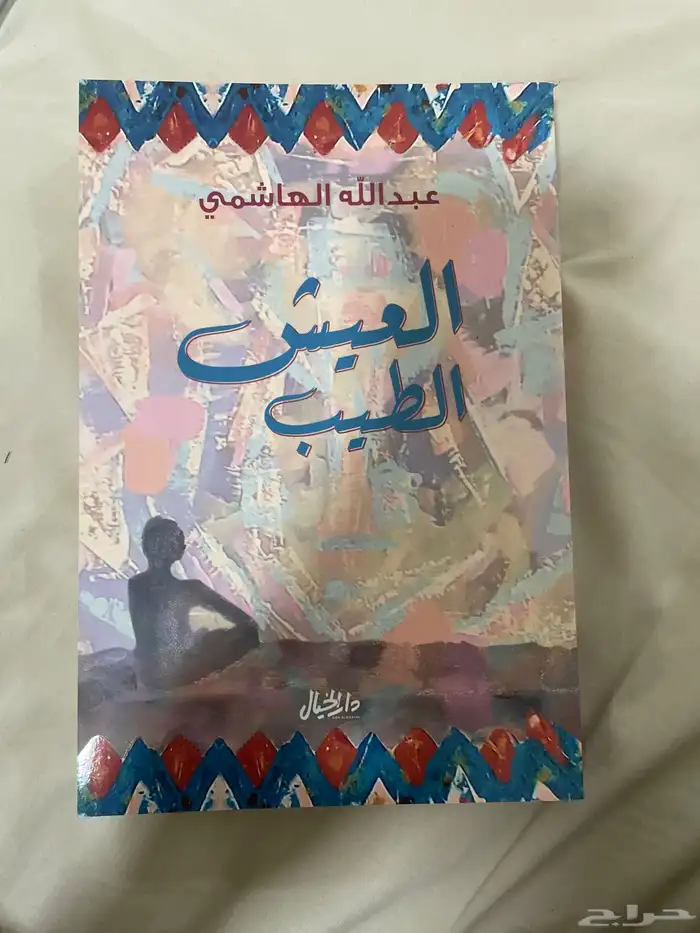 عبدالله الهاشمي
العيش
الطيب
دار الخيال
حراج